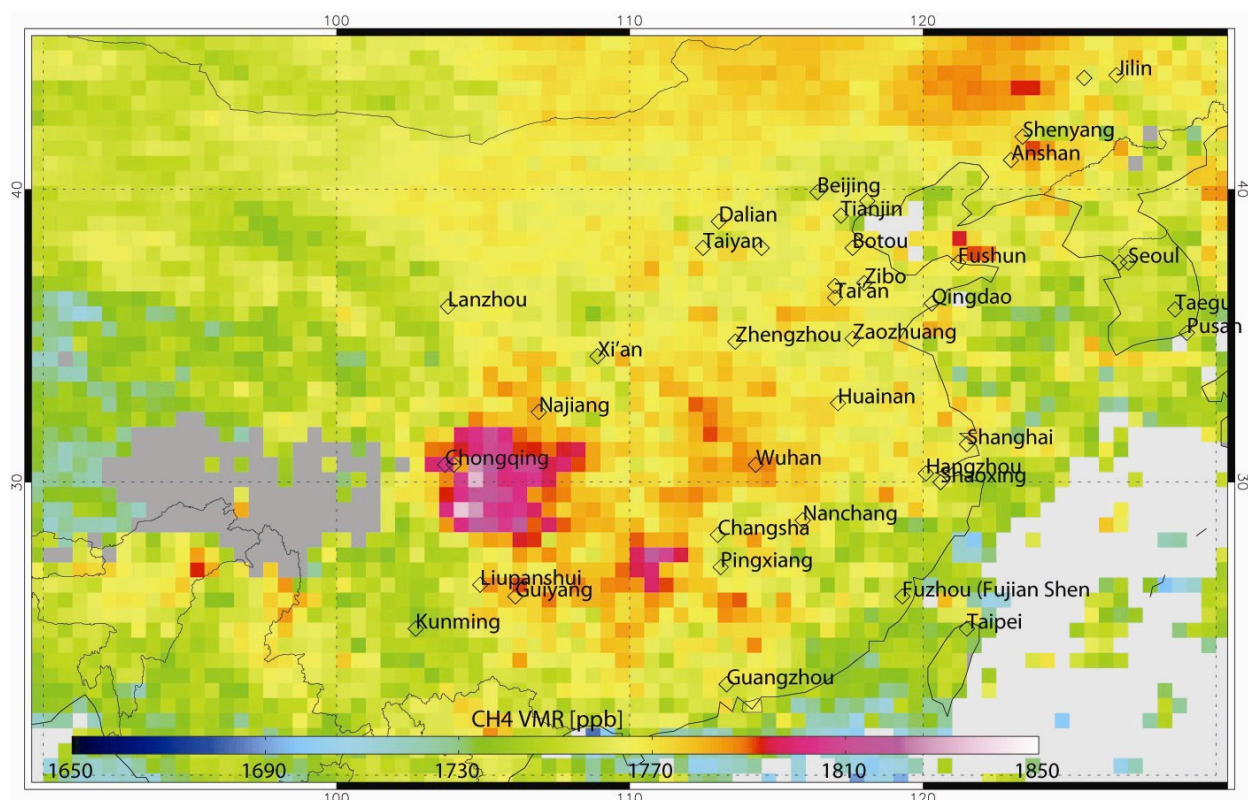 100 110 120
Jilin
Shenyang
Anshan
40 40
Beijing
Tianjin
Dalian
Taiyan Botou
Fushun Seoul
Zibo
Tai'an
Lanzhou Qingdao Taegu
Zhengzhou Zaozhuang Pusan
Xi'an
Najiang Huainan
Shanghai
Chongqing Wuhan
Hangzhou
Shaoxing
30 30
Nanchang
Changsha
Pingxiang
Liupanshui
Guiyang Fuzhou (Fujian Shen
Kunming Taipei
Guangzhou
CH4 VMR [ppb]
1650 1690 1730 1770 1810 1850
100 110 120